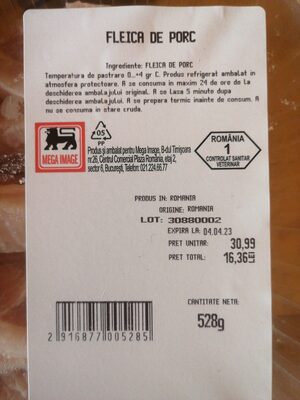 FLEICA DE PORC
Ingrediente: FLEICA DE PORC
Temperatura de pastrare 0...+4 gr C. Produs refrigerat ambalat in
atmosfera protectoare. A se consuma in maxim 24 de ore de La
deschiderea ambalajului original. A se Lasa 5 minute dupa
deschiderea ambalajului. A se prepara termic inainte de consum. A
nu se consuma in stare cruda.
MEGA IMAGE
05
PP
Produs și ambalat pentru Mega Image, B-dul Timișoara
nr.26, Centrul Comercial Plaza România, etaj 2,
sector 6, București, Telefon: 021.224.66.77
ROMÂNIA
1
CONTROLAT SANITAR
VETERINAR
PRODUS IN: ROMANIA
ORIGINE: ROMANIA
LOT: 30880002
EXPIRA LA: 04.04.23
PRET UNITAR: 30,99
PRET TOTAL: 16,36
CANTITATE NETA:
528g
2 916877 005285